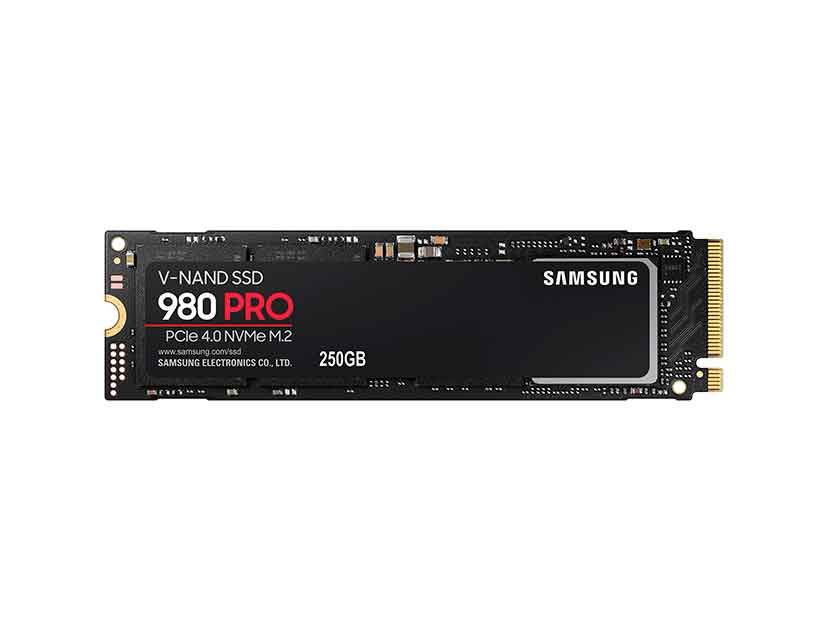 V-NAND SSD
980 PRO
PCIe 4.0 NVMe M.2
www.samsung.com/ssd
SAMSUNG ELECTRONICS CO., LTD.
250GB
SAMSUNG